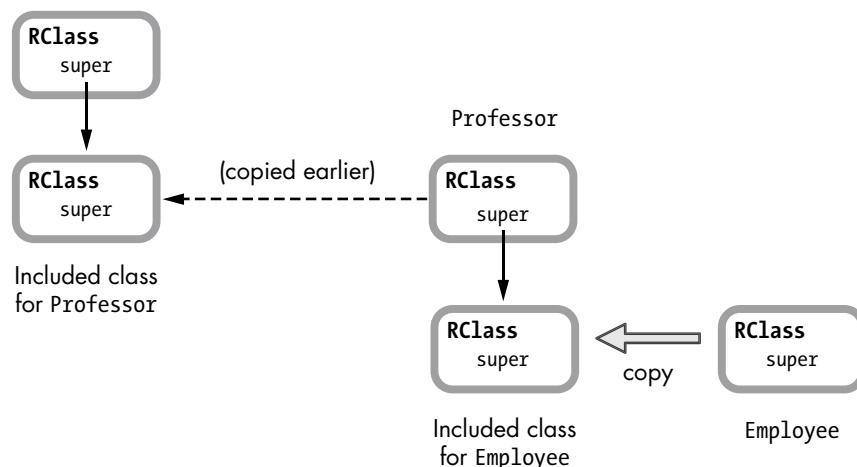 RClass
super
Professor
RClass
super
(copied earlier)
RClass
super
Included class
for Professor
RClass
super
copy
RClass
super
Included class
for Employee
Employee